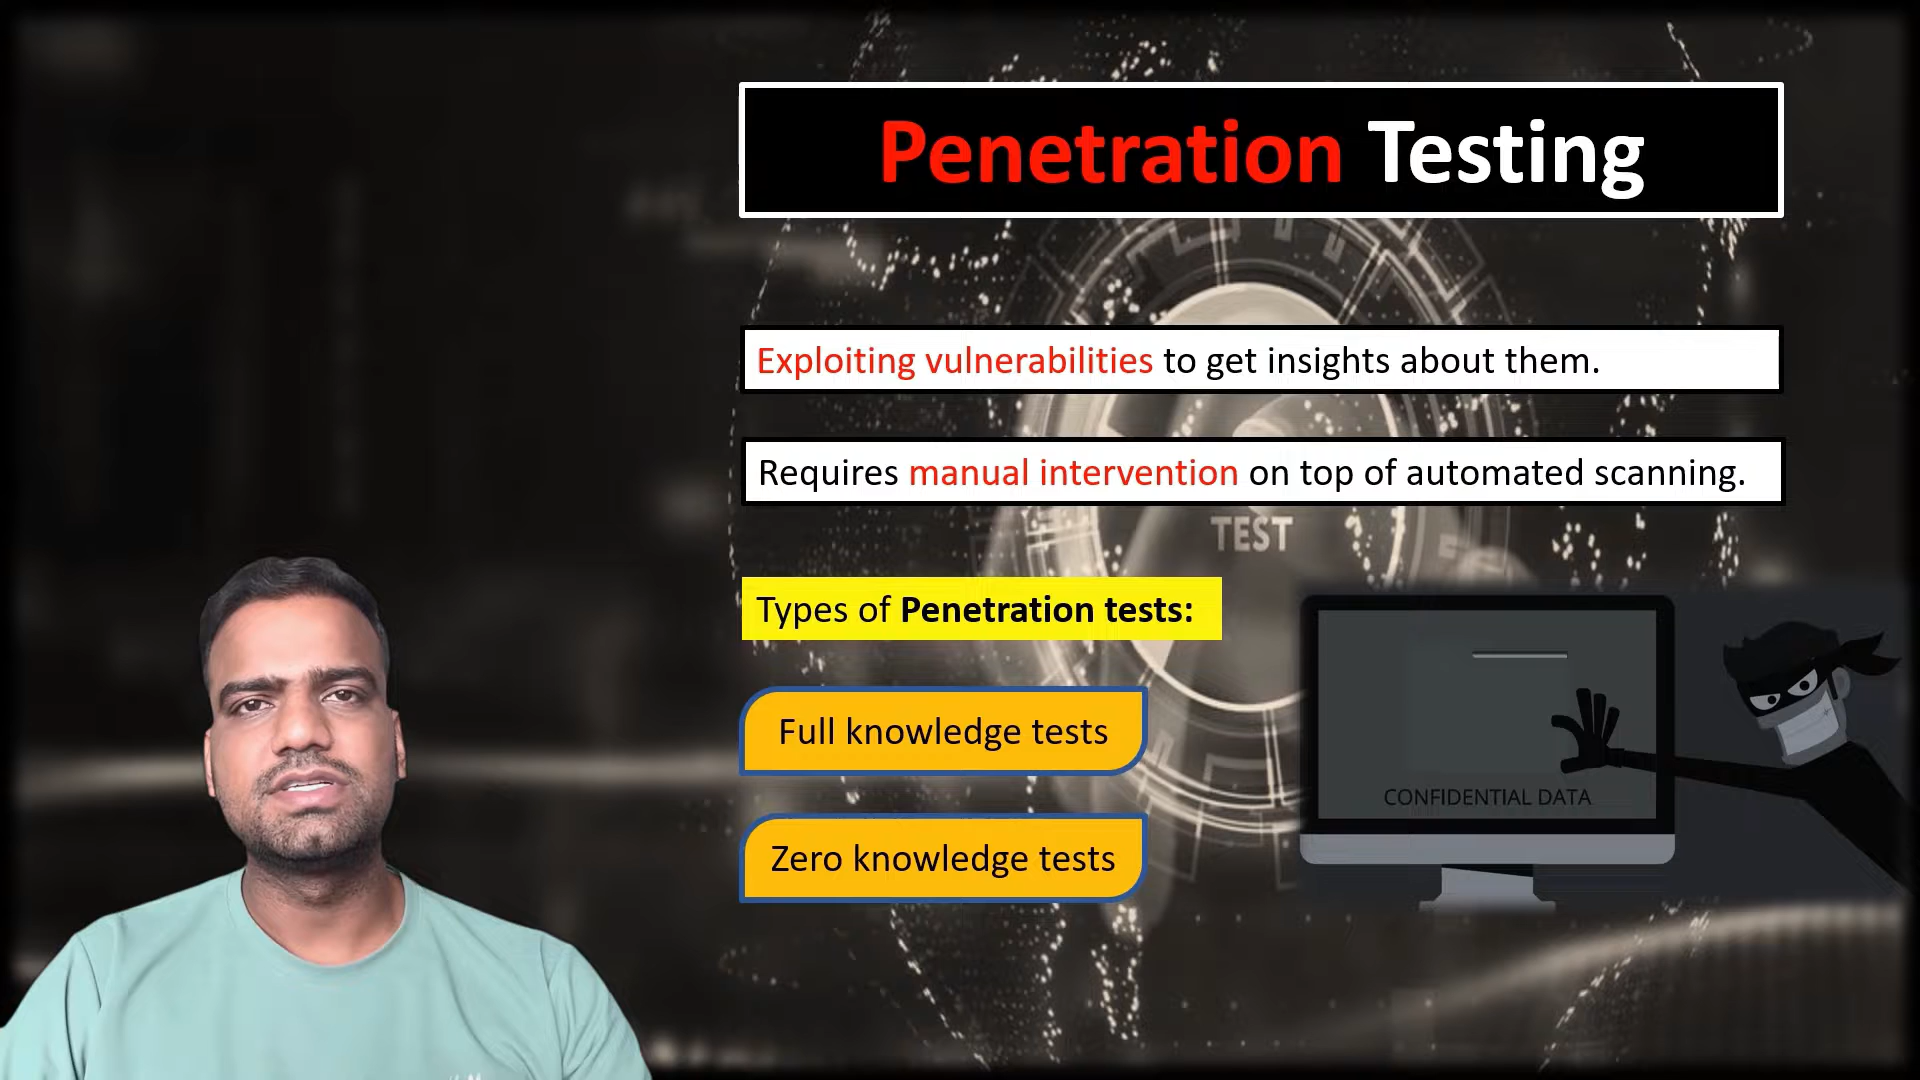 Penetration Testing
Exploiting vulnerabilities to get insights about them.
Requires manual intervention on top of automated scanning.
TEST
Types of Penetration tests:
Full knowledge tests
CONFIDENTIAL DATA
Zero knowledge tests